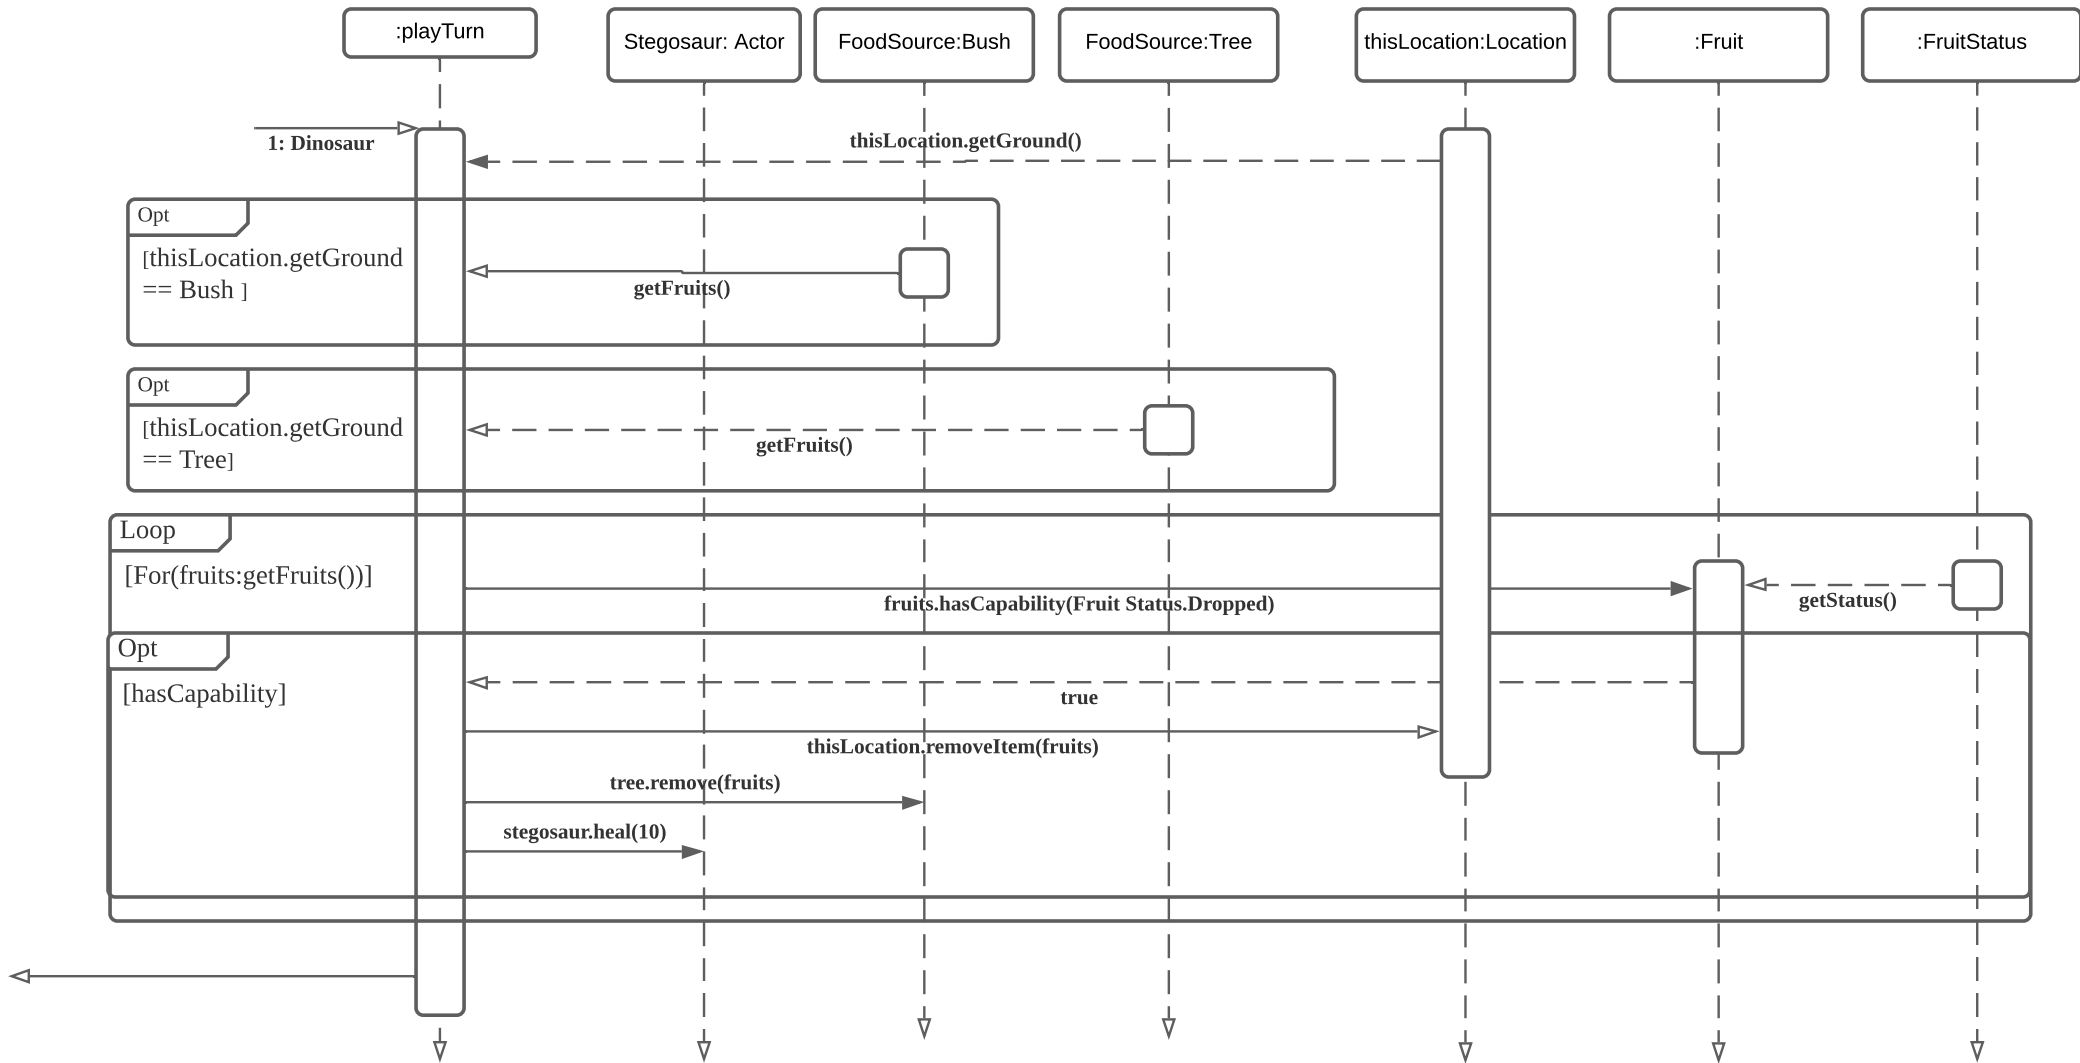 :playTurn
Stegosaur: Actor
FoodSource:Bush
FoodSource:Tree
thisLocation:Location
:Fruit
:FruitStatus
1: Dinosaur
thisLocation.getGround()
Opt
[thisLocation.getGround
== Bush ]
getFruits()
Opt
[thisLocation.getGround
== Tree]
getFruits()
Loop
[For(fruits:getFruits())]
fruits.hasCapability(Fruit Status.Dropped)
getStatus()
Opt
[hasCapability]
true
thisLocation.removeItem(fruits)
tree.remove(fruits)
stegosaur.heal(10)